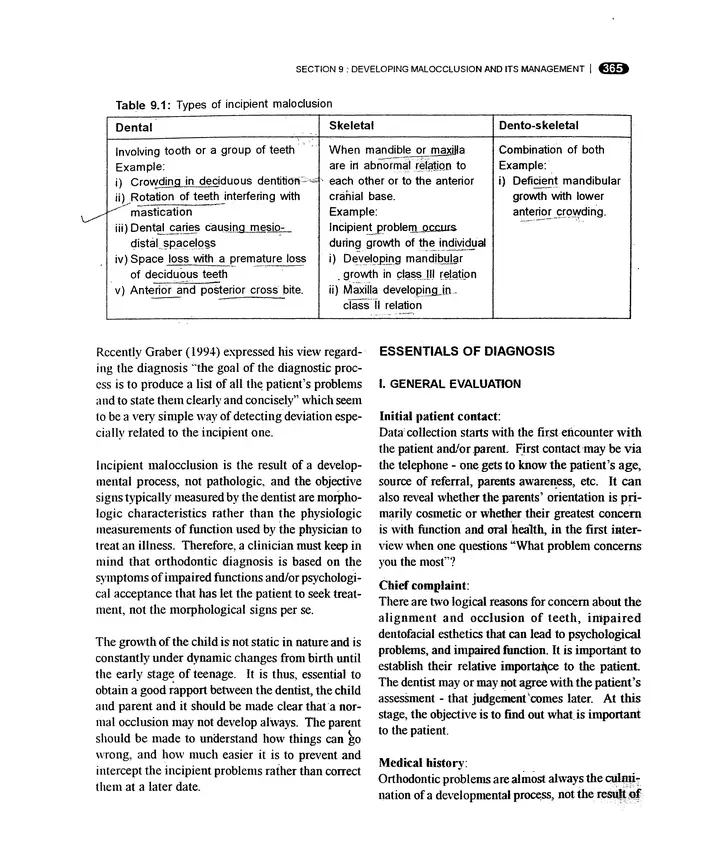 SECTION 9 : DEVELOPING MALOCCLUSION AND ITS MANAGEMENT | 365
Table 9.1: Types of incipient maloclusion
Dental
Involving tooth or a group of teeth
Example:
i) Crowding in deciduous dentition
ii) Rotation of teeth interfering with
mastication
iii) Dental caries causing mesio-
distal spaceloss
iv) Space loss with a premature loss
of deciduous teeth
v) Anterior and posterior cross bite.
Skeletal
When mandible or maxilla
are in abnormal relation to
each other or to the anterior
cranial base.
Example:
Incipient problem occurs
during growth of the individual
i) Developing mandibular
growth in class III relation
ii) Maxilla developing in
class II relation
Dento-skeletal
Combination of both
Example:
i) Deficient mandibular
growth with lower
anterior crowding.
Recently Graber (1994) expressed his view regard-
ing the diagnosis "the goal of the diagnostic proc-
ess is to produce a list of all the patient's problems
and to state them clearly and concisely" which seem
to be a very simple way of detecting deviation espe-
cially related to the incipient one.
Incipient malocclusion is the result of a develop-
mental process, not pathologic, and the objective
signs typically measured by the dentist are morpho-
logic characteristics rather than the physiologic
measurements of function used by the physician to
treat an illness. Therefore, a clinician must keep in
mind that orthodontic diagnosis is based on the
symptoms of impaired functions and/or psychologi-
cal acceptance that has let the patient to seek treat-
ment, not the morphological signs per se.
The growth of the child is not static in nature and is
constantly under dynamic changes from birth until
the early stage of teenage. It is thus, essential to
obtain a good rapport between the dentist, the child
and parent and it should be made clear that a nor-
mal occlusion may not develop always. The parent
should be made to understand how things can go
wrong, and how much easier it is to prevent and
intercept the incipient problems rather than correct
them at a later date.
ESSENTIALS OF DIAGNOSIS
I. GENERAL EVALUATION
Initial patient contact:
Data collection starts with the first encounter with
the patient and/or parent. First contact may be via
the telephone - one gets to know the patient's age,
source of referral, parents awareness, etc. It can
also reveal whether the parents' orientation is pri-
marily cosmetic or whether their greatest concern
is with function and oral health, in the first inter-
view when one questions "What problem concerns
you the most"?
Chief complaint:
There are two logical reasons for concern about the
alignment and occlusion of teeth, impaired
dentofacial esthetics that can lead to psychological
problems, and impaired function. It is important to
establish their relative importance to the patient.
The dentist may or may not agree with the patient's
assessment - that judgement comes later. At this
stage, the objective is to find out what is important
to the patient.
Medical history:
Orthodontic problems are almost always the culmi-
nation of a developmental process, not the result of